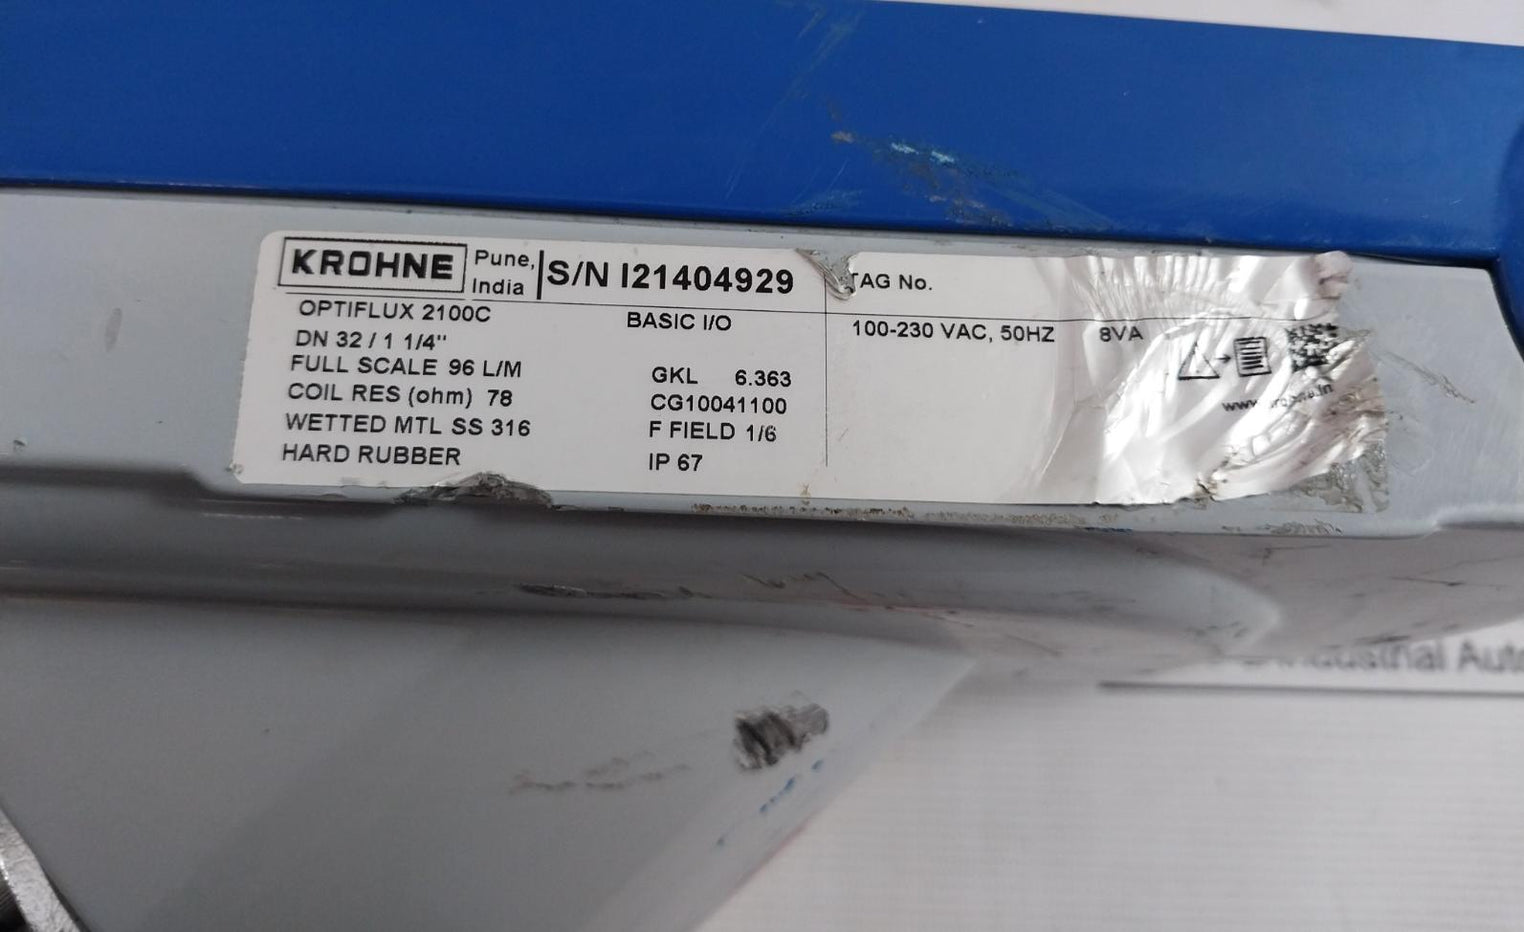 KROHNE Pune, India S/N I21404929
TAG No.
OPTIFLUX 2100C
DN 32 / 1 1/4"
FULL SCALE 96 L/M
COIL RES (ohm) 78
WETTED MTL SS 316
HARD RUBBER
BASIC I/O
GKL 6.363
CG10041100
F FIELD 1/6
IP 67
100-230 VAC, 50HZ 8VA
Industrial